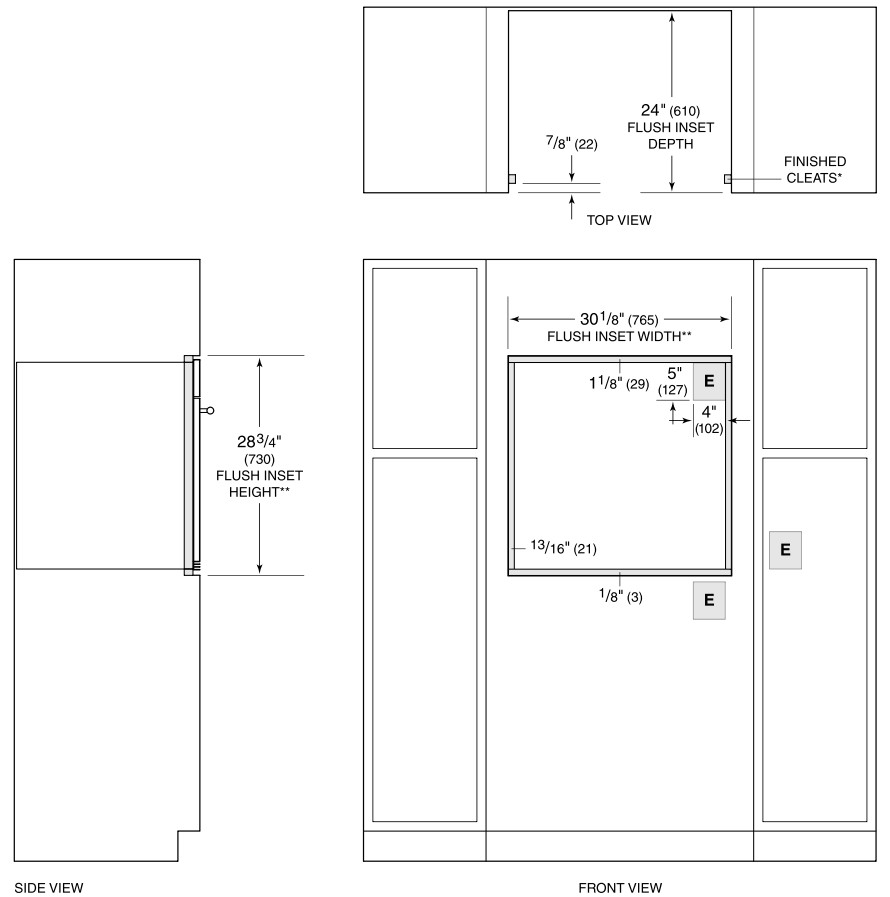 24" (610)
FLUSH INSET
DEPTH
7/8" (22)
FINISHED
CLEATS*
TOP VIEW
30 1/8" (765)
FLUSH INSET WIDTH**
1 1/8" (29)
5"
(127)
E
4"
(102)
28 3/4"
(730)
FLUSH INSET
HEIGHT**
13/16" (21)
E
1/8" (3)
E
SIDE VIEW
FRONT VIEW